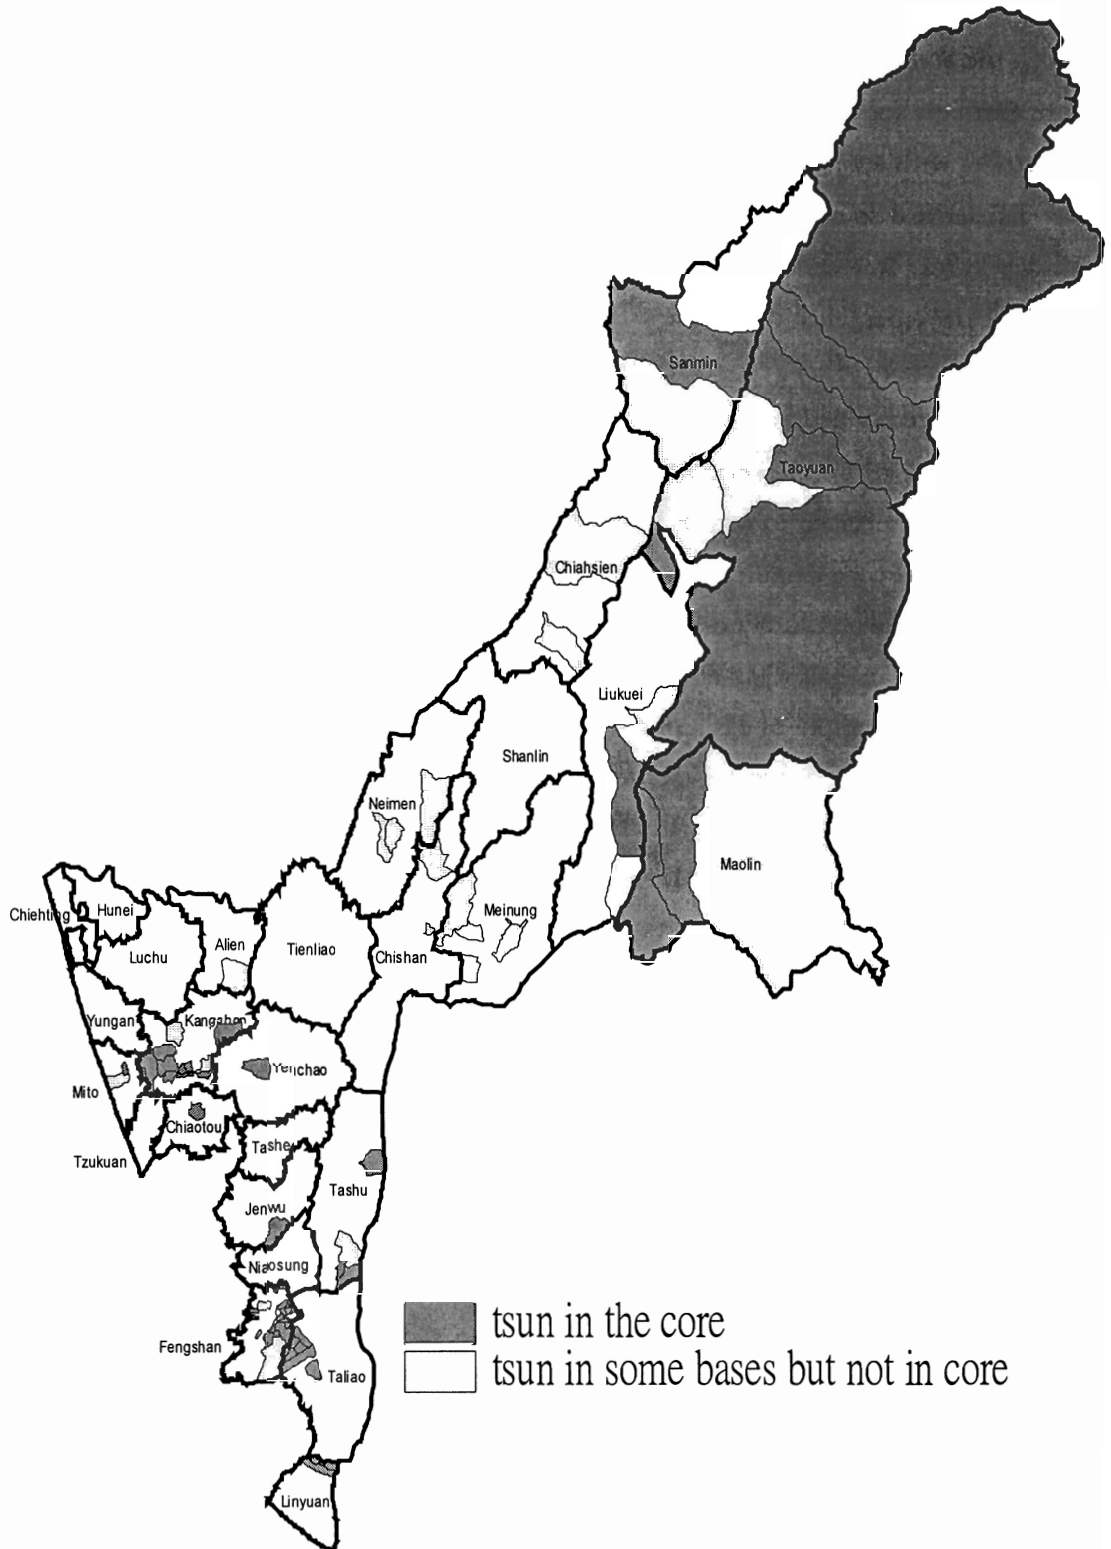 Sanmin
Taoyuan
Chiahsien
Liukuei
Shanlin
Neimen
Maolin
Meinung
Chiehting
Hunei
Alien
Tienliao
Luchu
Chishan
Yungan
Kangshan
Yenchao
Mito
Chiaotou
Tashe
Tzukuan
Tashu
Jenwu
Niaosung
tsun in the core
Fengshan
tsun in some bases but not in core
Taliao
Linyuan